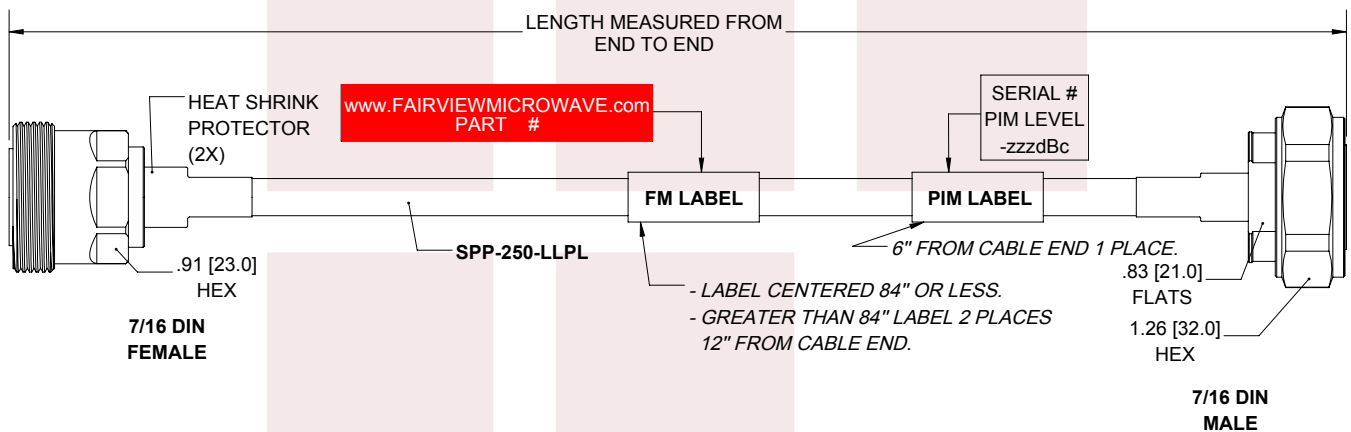 LENGTH MEASURED FROM
END TO END
HEAT SHRINK
PROTECTOR
(2X)
www.FAIRVIEWMICROWAVE.com
PART #
SERIAL #
PIM LEVEL
-zzzdBc
FM LABEL
PIM LABEL
SPP-250-LLPL
6" FROM CABLE END 1 PLACE.
.91 [23.0]
HEX
7/16 DIN
FEMALE
- LABEL CENTERED 84" OR LESS.
- GREATER THAN 84" LABEL 2 PLACES
12" FROM CABLE END.
.83 [21.0]
FLATS
1.26 [32.0]
HEX
7/16 DIN
MALE